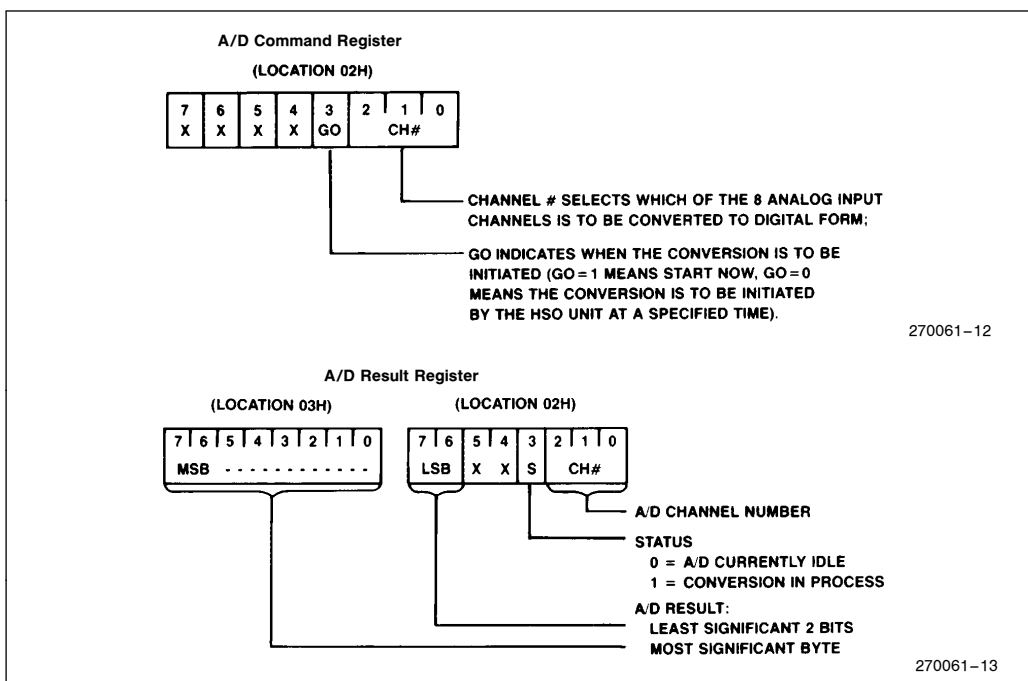 A/D Command Register
(LOCATION 02H)
7 6 5 4 3 2 1 0
X X X X GO CH#
CHANNEL # SELECTS WHICH OF THE 8 ANALOG INPUT
CHANNELS IS TO BE CONVERTED TO DIGITAL FORM;
GO INDICATES WHEN THE CONVERSION IS TO BE
INITIATED (GO=1 MEANS START NOW, GO=0
MEANS THE CONVERSION IS TO BE INITIATED
BY THE HSO UNIT AT A SPECIFIED TIME).
270061-12
A/D Result Register
(LOCATION 03H) (LOCATION 02H)
7 6 5 4 3 2 1 0 7 6 5 4 3 2 1 0
MSB - - - - - - - - - - - - LSB X X S CH#
A/D CHANNEL NUMBER
STATUS
0 = A/D CURRENTLY IDLE
1 = CONVERSION IN PROCESS
A/D RESULT:
LEAST SIGNIFICANT 2 BITS
MOST SIGNIFICANT BYTE
270061-13